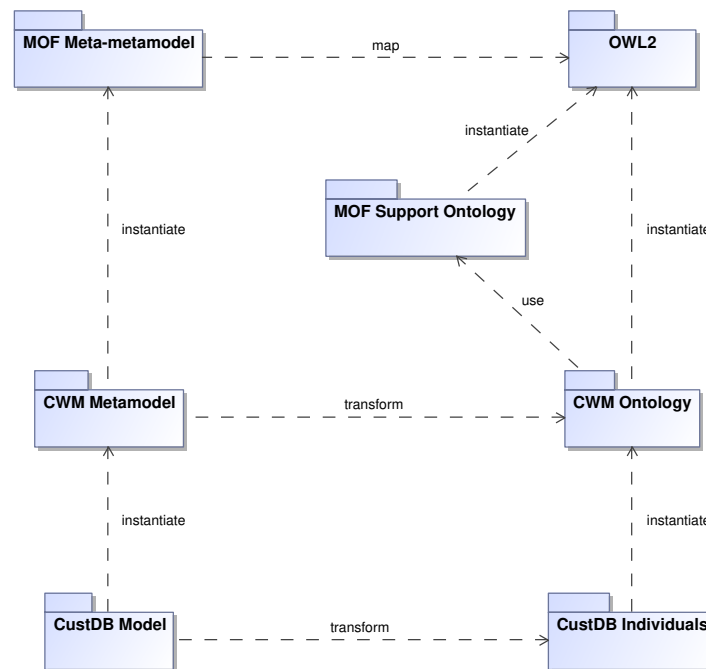 MOF Meta-metamodel
OWL2
map
instantiate
MOF Support Ontology
instantiate
instantiate
use
CWM Metamodel
CWM Ontology
transform
instantiate
instantiate
CustDB Model
CustDB Individuals
transform